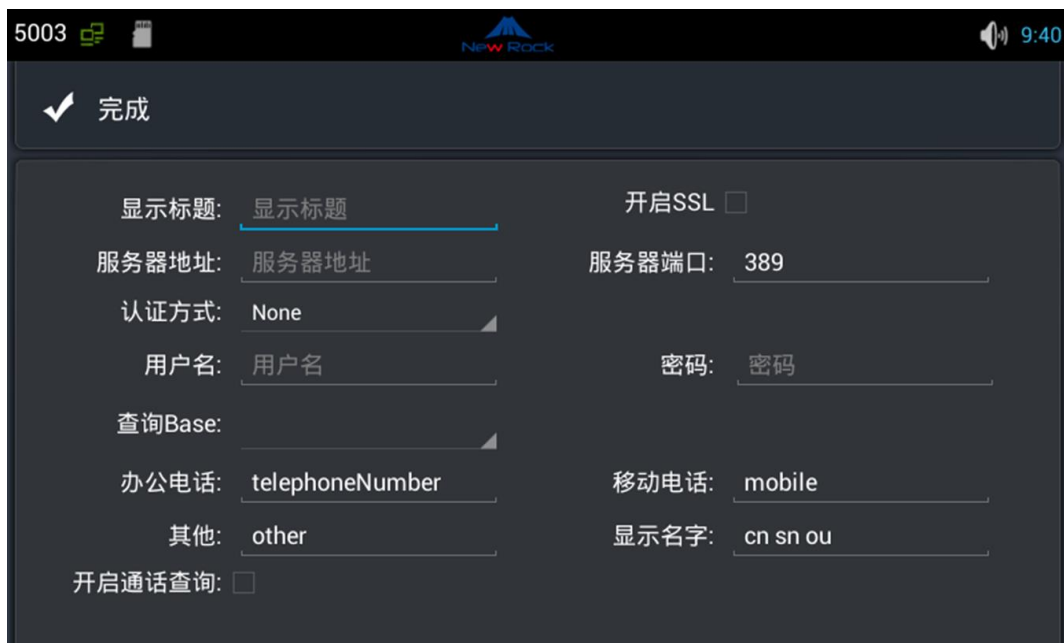 5003 New Rock 9:40
完成
显示标题: 显示标题 开启SSL
服务器地址: 服务器地址 服务器端口: 389
认证方式: None
用户名: 用户名 密码: 密码
查询Base:
办公电话: telephoneNumber 移动电话: mobile
其他: other 显示名字: cn sn ou
开启通话查询: